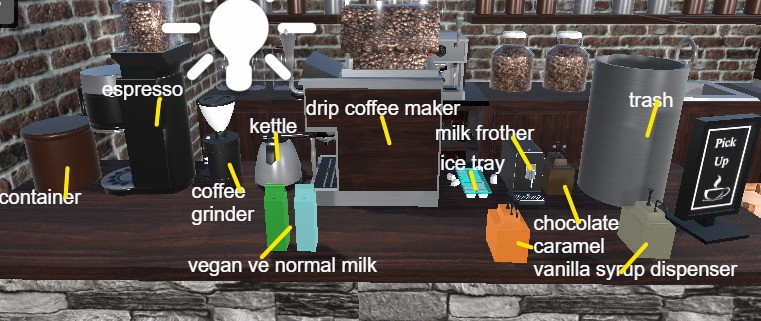 espresso
drip coffee maker
trash
kettle
milk frother
Pick
Up
ice tray
container
coffee
grinder
chocolate
caramel
vegan ve normal milk
vanilla syrup dispenser